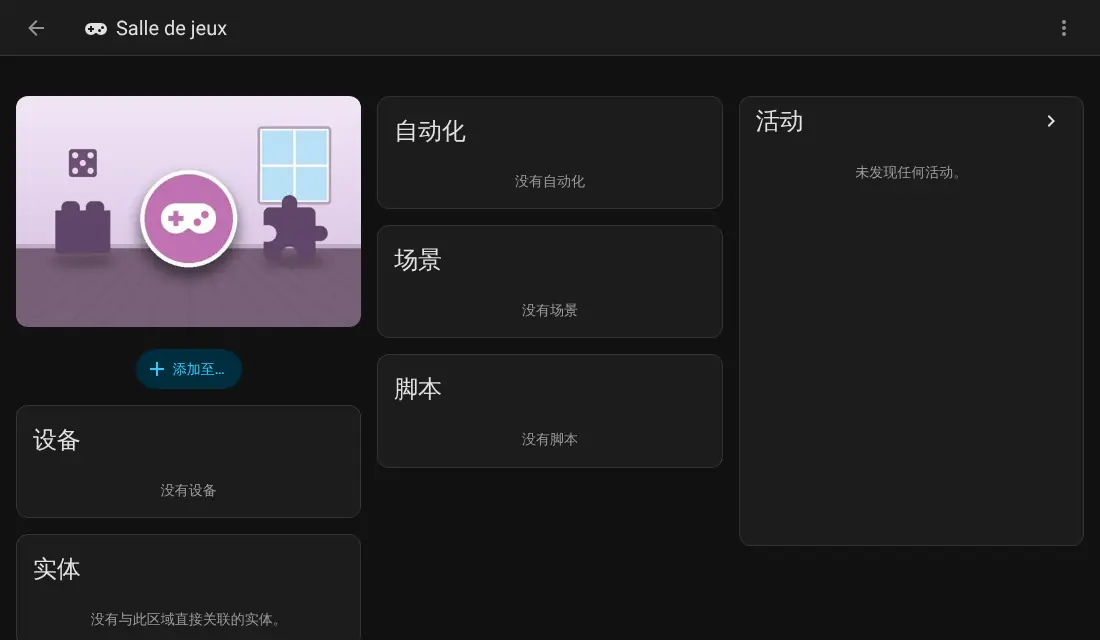 Salle de jeux
添加至...
设备
没有设备
实体
没有与此区域直接关联的实体。
自动化
没有自动化
场景
没有场景
脚本
没有脚本
活动
未发现任何活动。